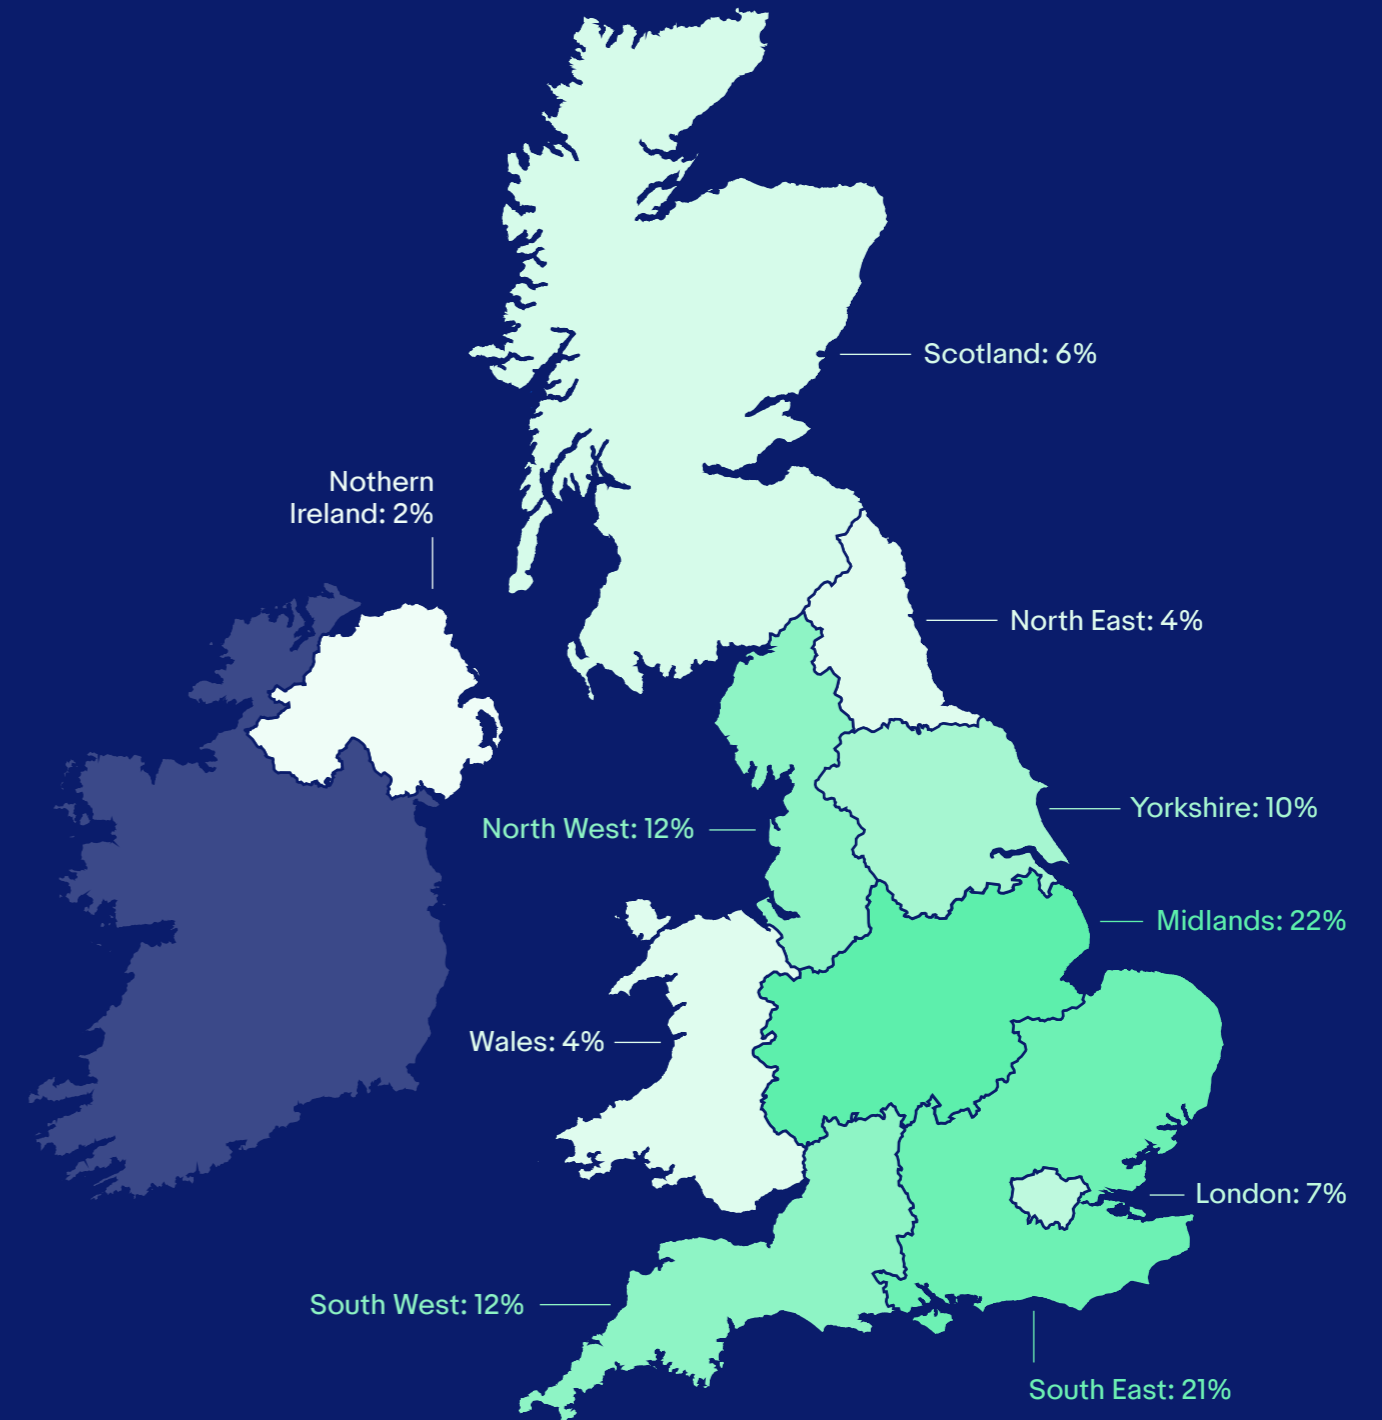 Scotland: 6%
Nothern
Ireland: 2%
North East: 4%
Yorkshire: 10%
North West: 12%
Midlands: 22%
Wales: 4%
London: 7%
South West: 12%
South East: 21%